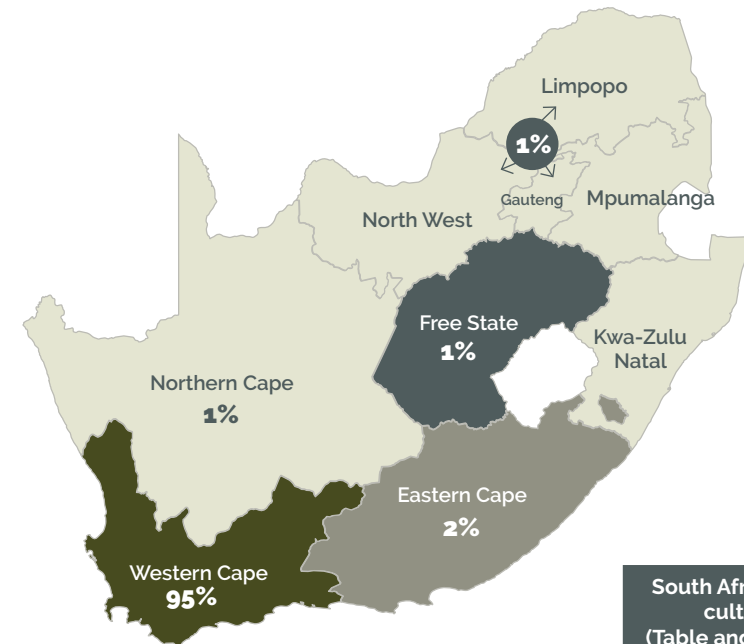 Limpopo
1%
Gauteng
Mpumalanga
North West
Free State
1%
Kwa-Zulu
Natal
Northern Cape
1%
Eastern Cape
2%
Western Cape
95%
South Afr
cult
(Table and